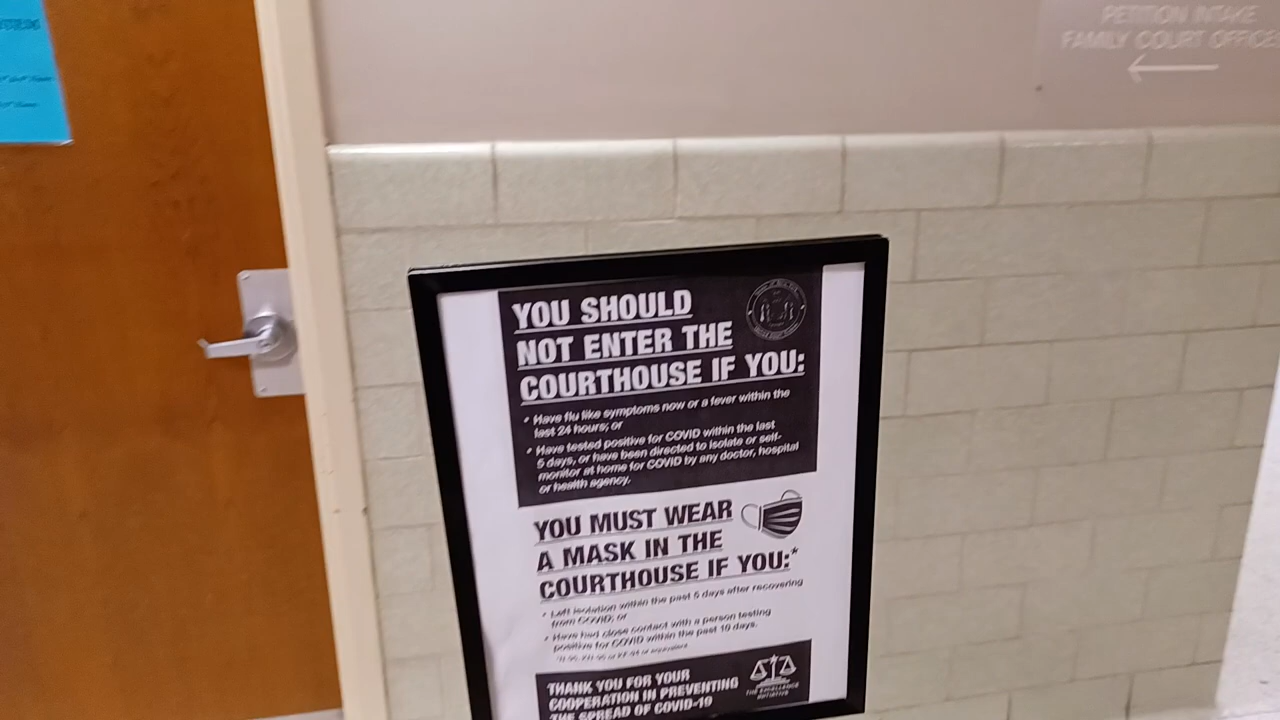 PETITION INTAKE
FAMILY COURT OFFICES
YOU SHOULD
NOT ENTER THE
COURTHOUSE IF YOU:
• Have flu like symptoms now or a fever within the
last 24 hours; or
• Have tested positive for COVID within the last
5 days, or have been directed to isolate or self-
monitor at home for COVID by any doctor, hospital
or health agency.
YOU MUST WEAR
A MASK IN THE
COURTHOUSE IF YOU:*
• Left isolation within the past 5 days after recovering
from COVID; or
• Have had close contact with a person testing
positive for COVID within the past 10 days.
THANK YOU FOR YOUR
COOPERATION IN PREVENTING
THE SPREAD OF COVID-19
THE EXCELLENCE
INITIATIVE